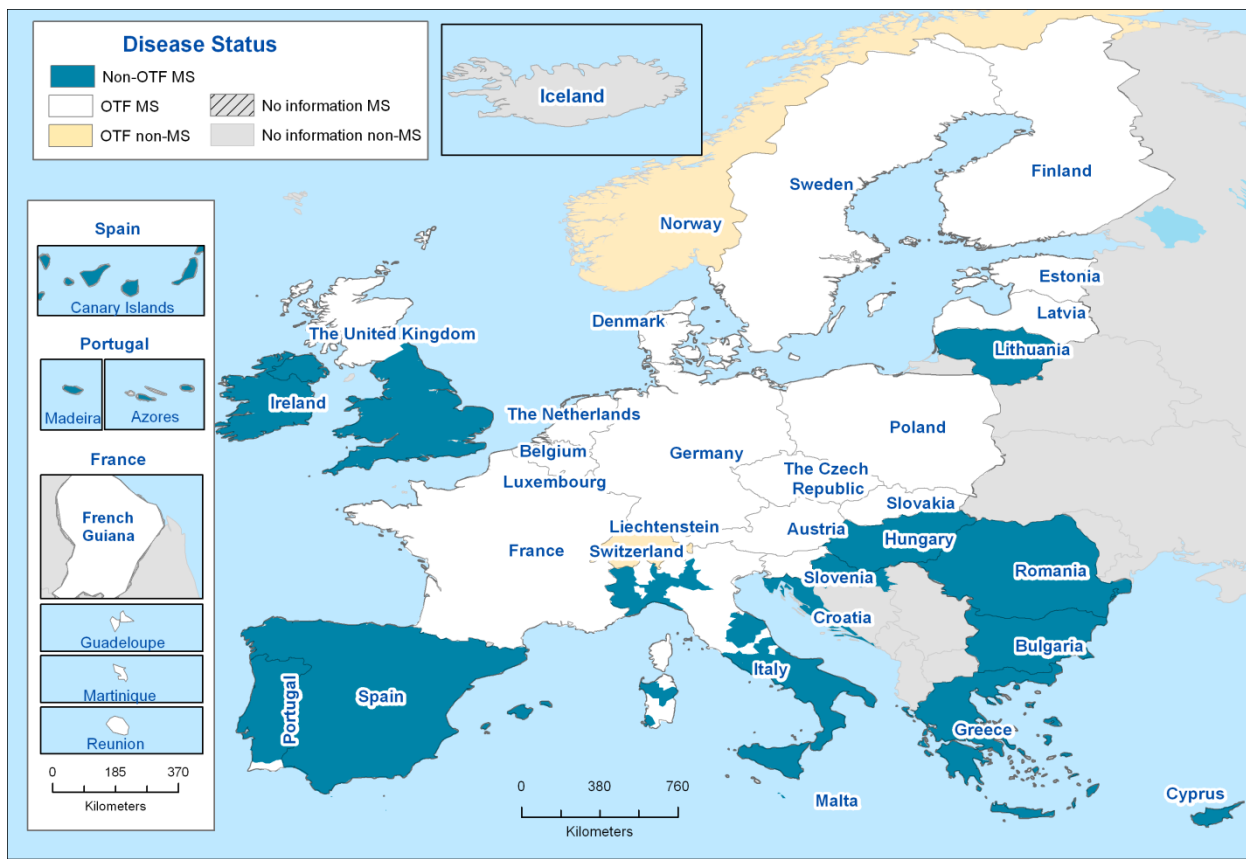 Disease Status
Non-OTF MS
OTF MS
No information MS
OTF non-MS
No information non-MS
Iceland
Spain
Canary Islands
Portugal
Madeira
Azores
France
French
Guiana
Guadeloupe
Martinique
Reunion
0 185 370
Kilometers
Norway
Sweden
Finland
Estonia
Latvia
Lithuania
Denmark
The United Kingdom
Ireland
The Netherlands
Belgium
Luxembourg
Germany
Poland
The Czech
Republic
Slovakia
Liechtenstein
Austria
Hungary
France
Switzerland
Slovenia
Romania
Croatia
Bulgaria
Italy
Portugal
Spain
Greece
Malta
Cyprus
0 380 760
Kilometers